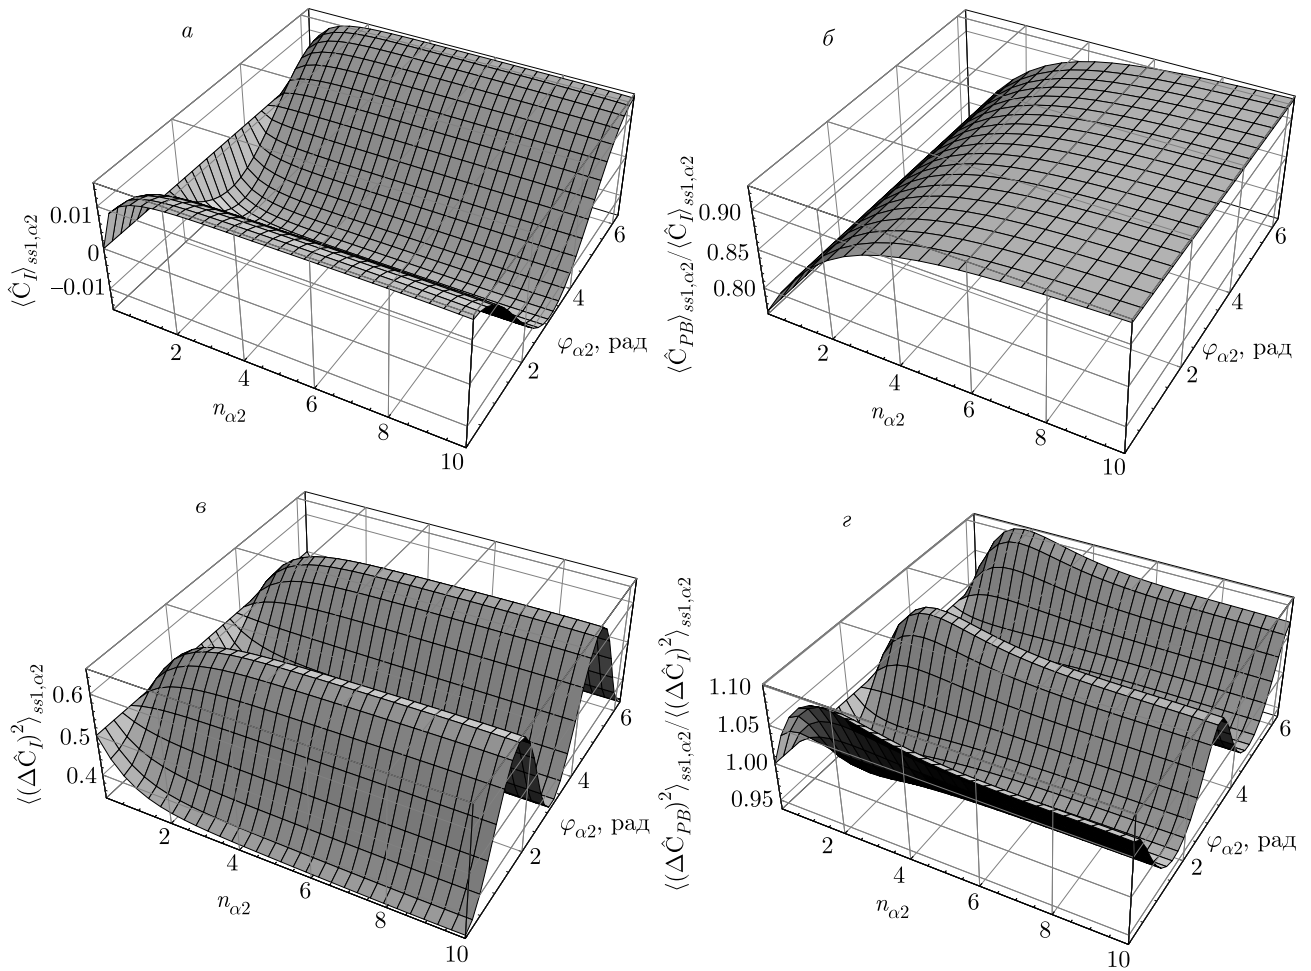 а
⟨Ĉ_I⟩_{ss1,α2}
0.01
0
−0.01
2
4
6
8
10
n_{α2}
2
4
6
φ_{α2}, рад
б
⟨Ĉ_{PB}⟩_{ss1,α2}/⟨Ĉ_I⟩_{ss1,α2}
0.90
0.85
0.80
2
4
6
8
10
n_{α2}
2
4
6
φ_{α2}, рад
в
⟨(ΔĈ_I)²⟩_{ss1,α2}
0.6
0.5
0.4
2
4
6
8
10
n_{α2}
2
4
6
φ_{α2}, рад
г
⟨(ΔĈ_{PB})²⟩_{ss1,α2}/⟨(ΔĈ_I)²⟩_{ss1,α2}
1.10
1.05
1.00
0.95
2
4
6
8
10
n_{α2}
2
4
6
φ_{α2}, рад